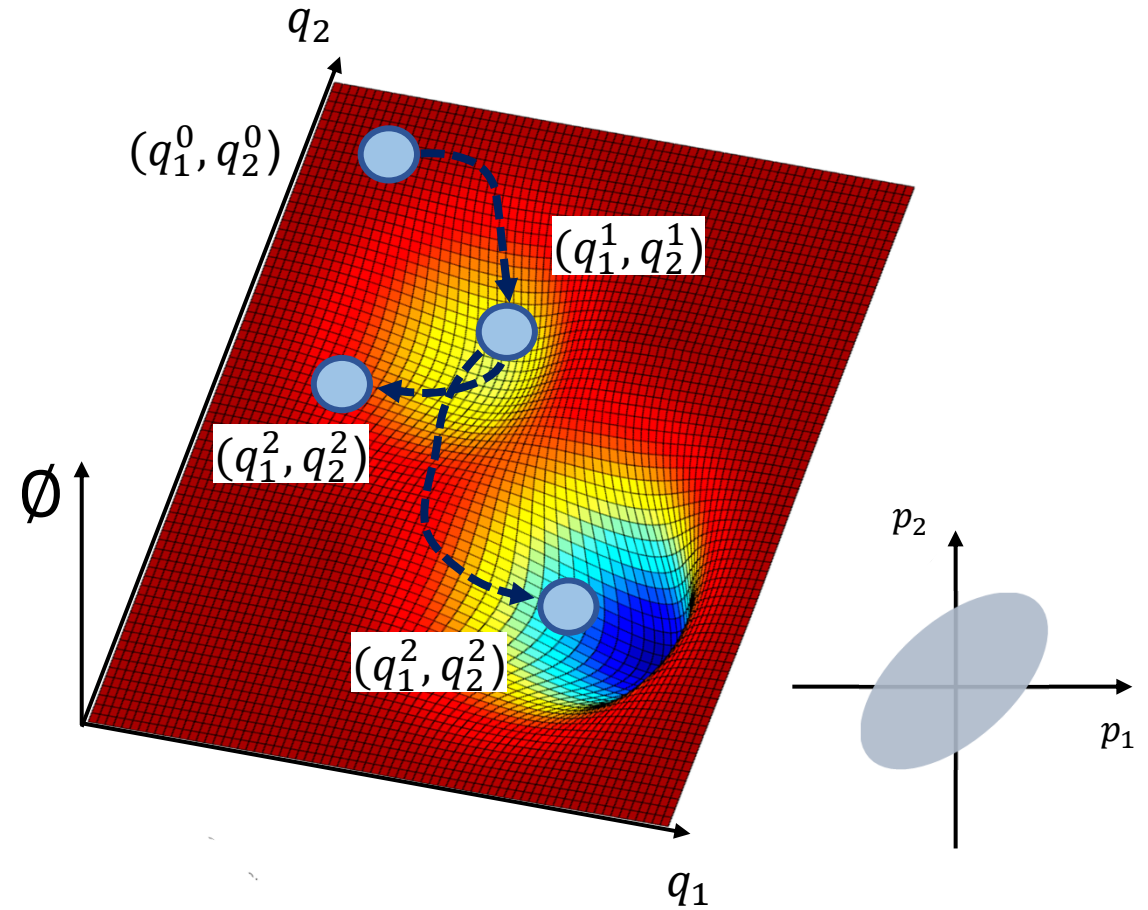 q₂
(q₁⁰, q₂⁰)
(q₁¹, q₂¹)
(q₁², q₂²)
∅
p₂
(q₁², q₂²)
p₁
q₁